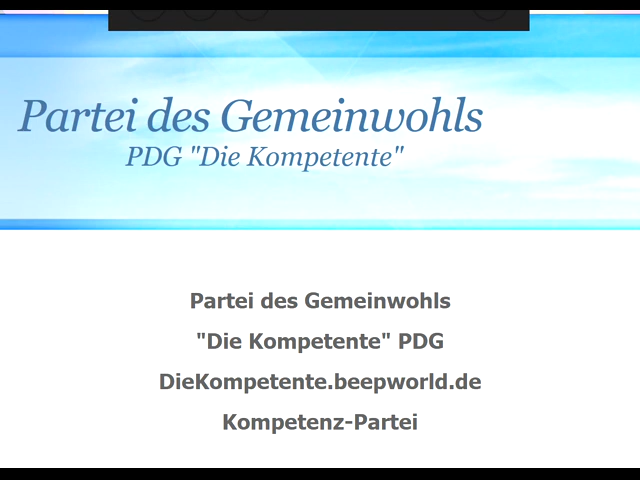 Partei des Gemeinwohls
PDG "Die Kompetente"
Partei des Gemeinwohls
"Die Kompetente" PDG
DieKompetente.beepworld.de
Kompetenz-Partei